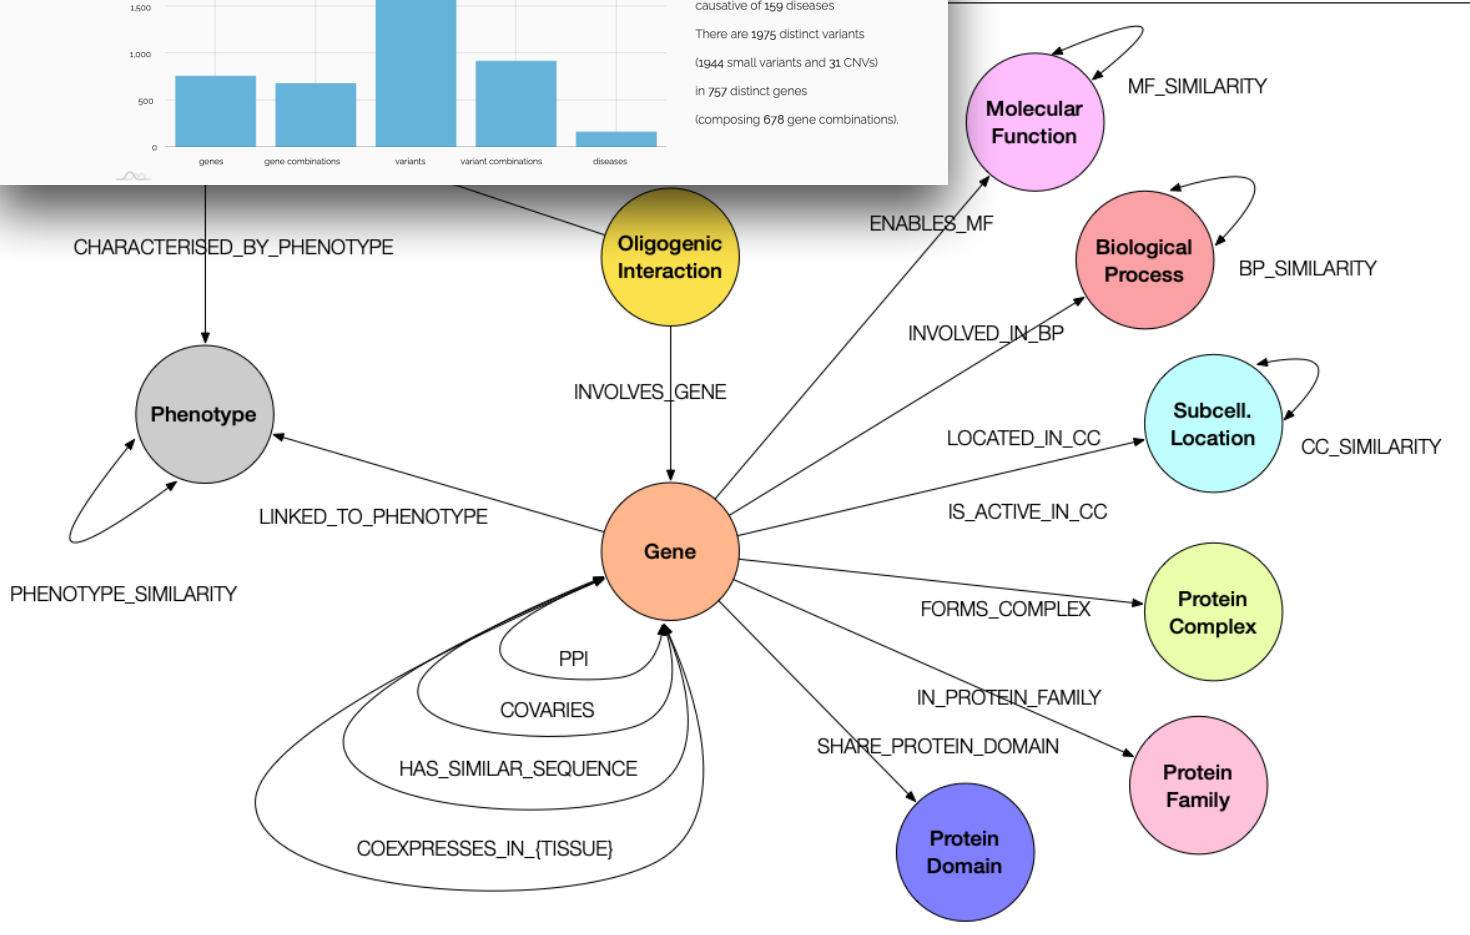 1,500
1,000
500
0
genes
gene combinations
variants
variant combinations
diseases
causative of 159 diseases
There are 1975 distinct variants
(1944 small variants and 31 CNVs)
in 757 distinct genes
(composing 678 gene combinations).
Molecular
Function
MF_SIMILARITY
ENABLES_MF
CHARACTERISED_BY_PHENOTYPE
Oligogenic
Interaction
Biological
Process
BP_SIMILARITY
INVOLVED_IN_BP
INVOLVES_GENE
Phenotype
Subcell.
Location
LOCATED_IN_CC
CC_SIMILARITY
LINKED_TO_PHENOTYPE
IS_ACTIVE_IN_CC
Gene
PHENOTYPE_SIMILARITY
FORMS_COMPLEX
Protein
Complex
PPI
COVARIES
IN_PROTEIN_FAMILY
SHARE_PROTEIN_DOMAIN
HAS_SIMILAR_SEQUENCE
Protein
Family
COEXPRESSES_IN_{TISSUE}
Protein
Domain